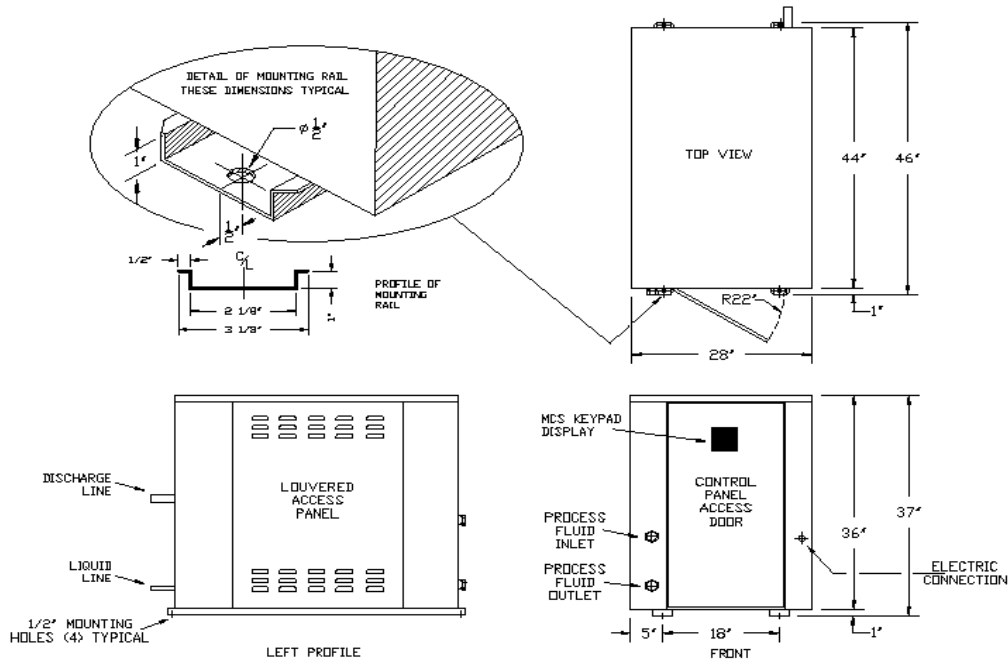 DETAIL OF MOUNTING RAIL
THESE DIMENSIONS TYPICAL
ø 1/2"
1"
1/2"
C/L
1/2"
2 1/8"
3 1/8"
1"
PROFILE OF
MOUNTING
RAIL
TOP VIEW
44"
46"
R22"
1"
28"
DISCHARGE
LINE
LIQUID
LINE
1/2" MOUNTING
HOLES (4) TYPICAL
LOUVERED
ACCESS
PANEL
LEFT PROFILE
MCS KEYPAD
DISPLAY
CONTROL
PANEL
ACCESS
DOOR
PROCESS
FLUID
INLET
PROCESS
FLUID
OUTLET
36"
37"
ELECTRIC
CONNECTION
5"
18"
1"
FRONT